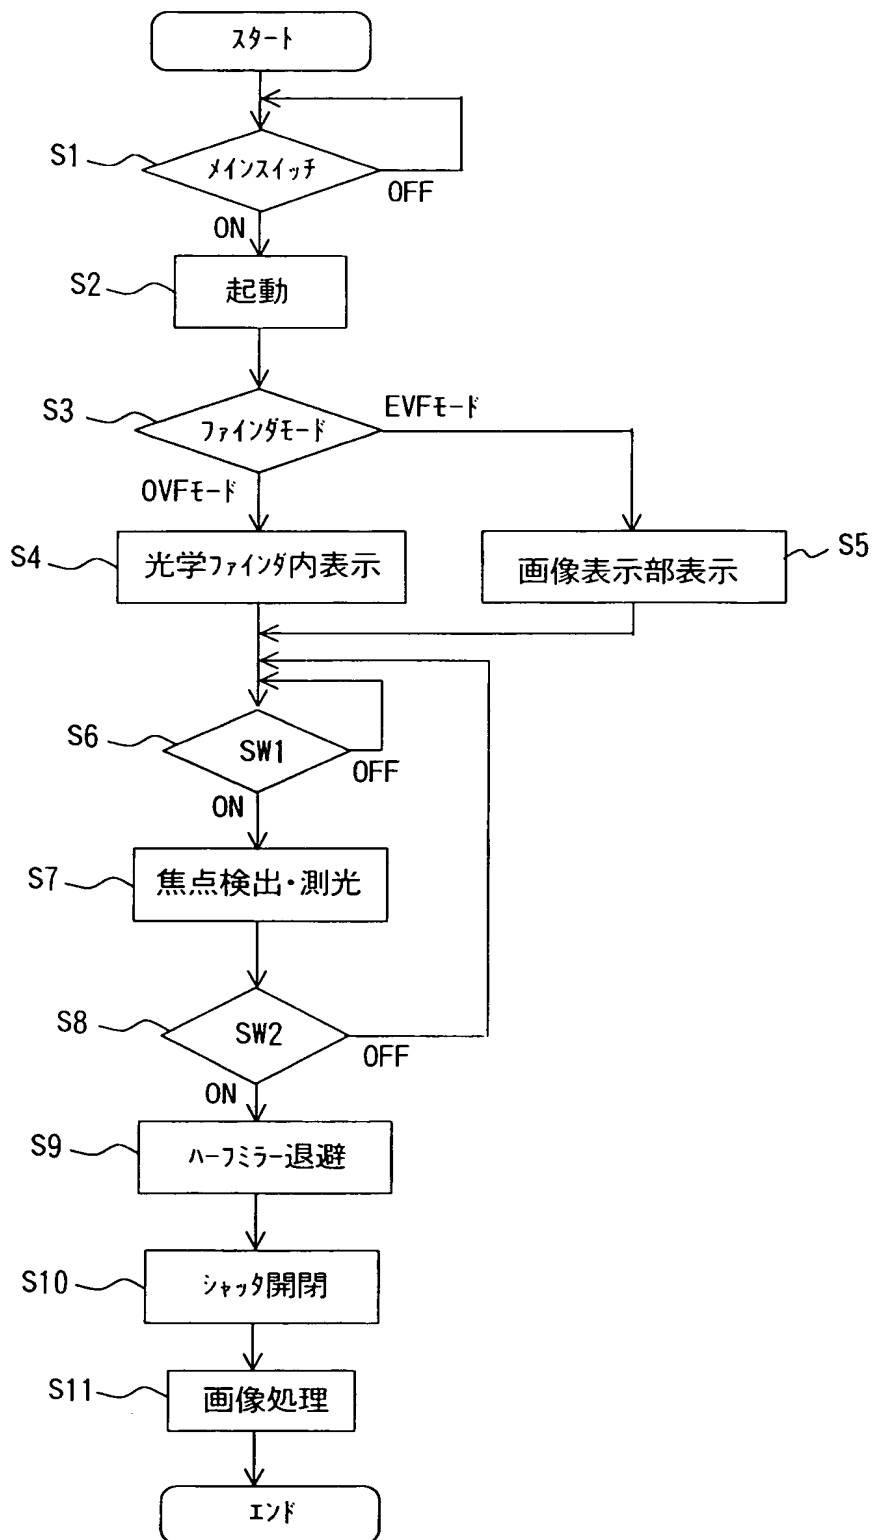 スタート
S1
メインスイッチ
OFF
ON
S2
起動
S3
ファインダモード
EVFモード
OVFモード
S4
光学ファインダ内表示
画像表示部表示
S5
S6
SW1
OFF
ON
S7
焦点検出・測光
S8
SW2
OFF
ON
S9
ハーフミラー退避
S10
シャッタ開閉
S11
画像処理
エンド